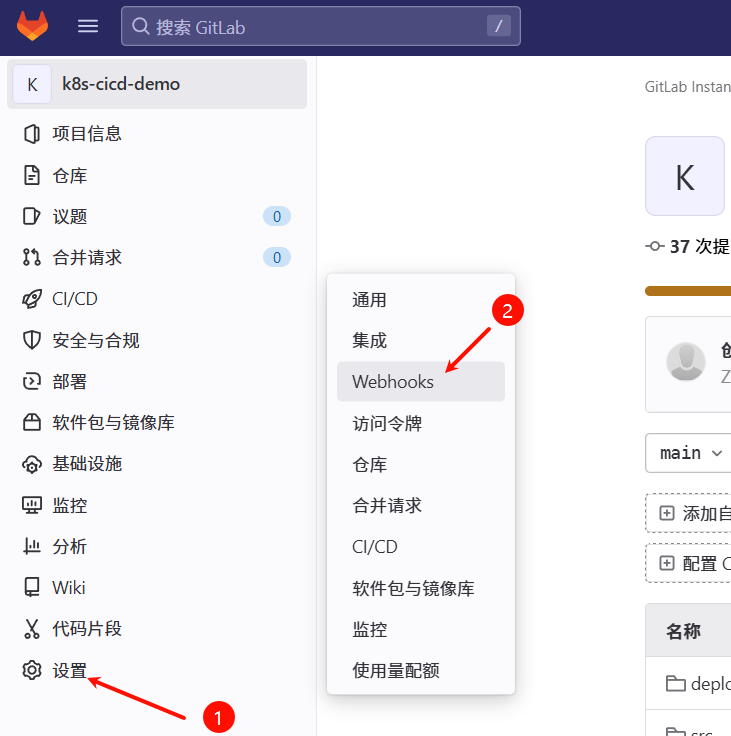 搜索 GitLab
/
K
k8s-cicd-demo
项目信息
仓库
议题
0
合并请求
0
CI/CD
安全与合规
部署
软件包与镜像库
基础设施
监控
分析
Wiki
代码片段
设置
1
通用
集成
2
Webhooks
访问令牌
仓库
合并请求
CI/CD
软件包与镜像库
监控
使用量配额
GitLab Instan
K
37 次提
Z
main
添加自
配置 C
名称
deplo
src